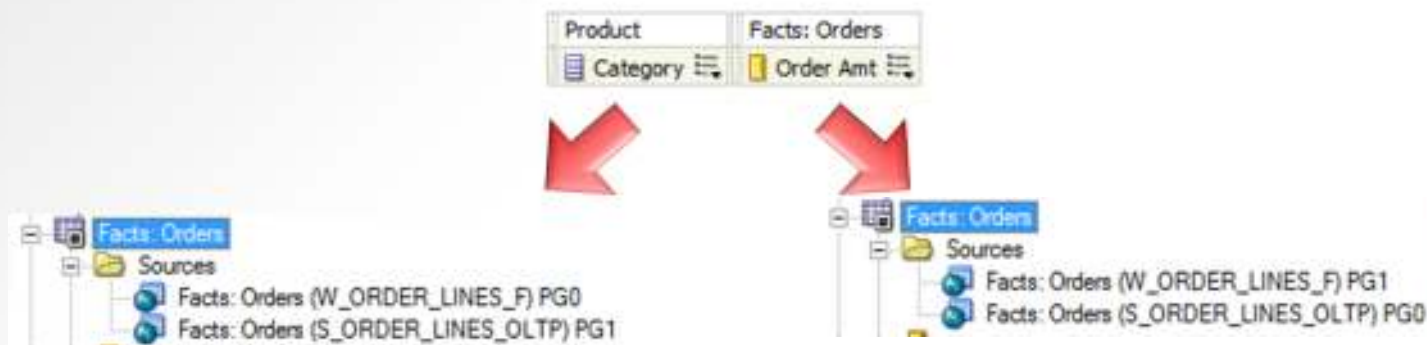 Product Facts: Orders
Category Order Amt
Facts: Orders
Sources
Facts: Orders (W_ORDER_LINES_F) PG0
Facts: Orders (S_ORDER_LINES_OLTP) PG1
Facts: Orders
Sources
Facts: Orders (W_ORDER_LINES_F) PG1
Facts: Orders (S_ORDER_LINES_OLTP) PG0